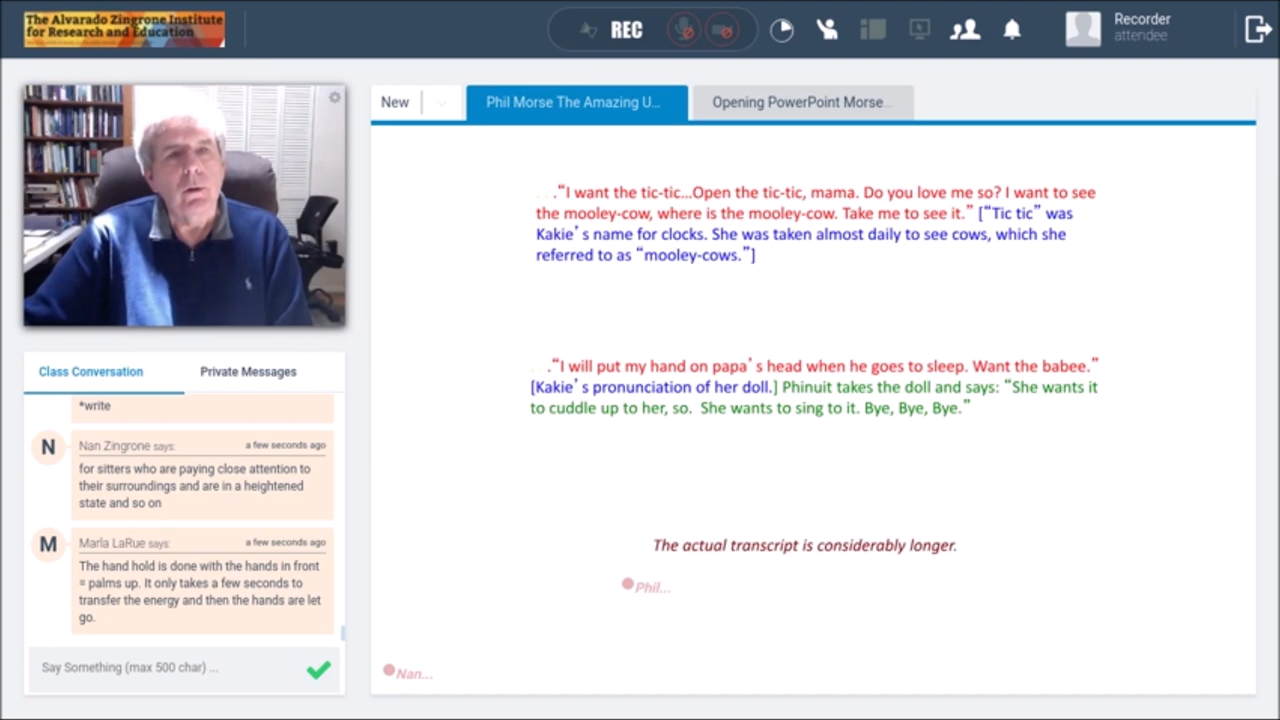 The Alvarado Zingrone Institute
for Research and Education
REC
Recorder
attendee
New
Phil Morse The Amazing U...
Opening PowerPoint Morse...
. . .“I want the tic-tic...Open the tic-tic, mama. Do you love me so? I want to see
the mooley-cow, where is the mooley-cow. Take me to see it.” [“Tic tic” was
Kakie’s name for clocks. She was taken almost daily to see cows, which she
referred to as “mooley-cows.”]
. . .“I will put my hand on papa’s head when he goes to sleep. Want the babee.”
[Kakie’s pronunciation of her doll.] Phinuit takes the doll and says: “She wants it
to cuddle up to her, so. She wants to sing to it. Bye, Bye, Bye.”
The actual transcript is considerably longer.
Phil...
Nan...
Class Conversation
Private Messages
*write
N
Nan Zingrone says:
a few seconds ago
for sitters who are paying close attention to
their surroundings and are in a heightened
state and so on
M
Marla LaRue says:
a few seconds ago
The hand hold is done with the hands in front
= palms up. It only takes a few seconds to
transfer the energy and then the hands are let
go.
Say Something (max 500 char) ...